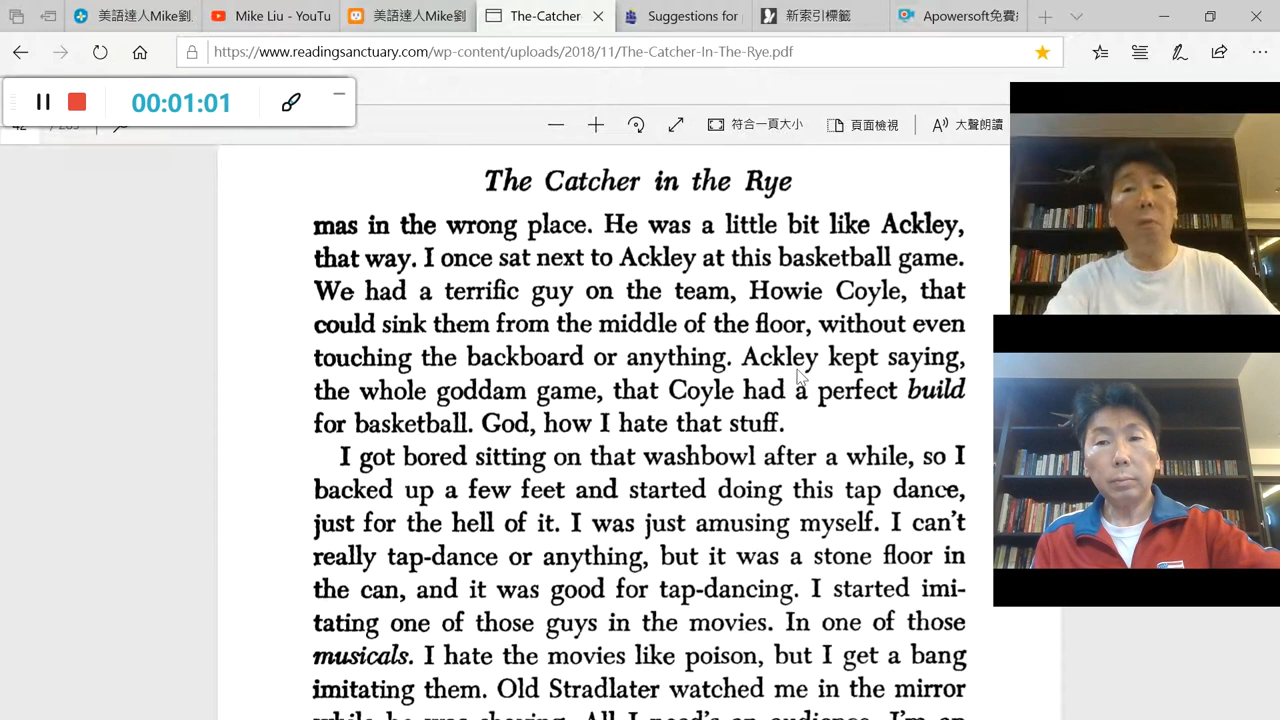 美語達人Mike劉
Mike Liu - YouTu
美語達人Mike劉
The-Catcher
Suggestions for
新索引標籤
Apowersoft免費
https://www.readingsanctuary.com/wp-content/uploads/2018/11/The-Catcher-In-The-Rye.pdf
00:01:01
符合一頁大小
頁面檢視
大聲朗讀
The Catcher in the Rye
mas in the wrong place. He was a little bit like Ackley,
that way. I once sat next to Ackley at this basketball game.
We had a terrific guy on the team, Howie Coyle, that
could sink them from the middle of the floor, without even
touching the backboard or anything. Ackley kept saying,
the whole goddam game, that Coyle had a perfect build
for basketball. God, how I hate that stuff.
I got bored sitting on that washbowl after a while, so I
backed up a few feet and started doing this tap dance,
just for the hell of it. I was just amusing myself. I can't
really tap-dance or anything, but it was a stone floor in
the can, and it was good for tap-dancing. I started imi-
tating one of those guys in the movies. In one of those
musicals. I hate the movies like poison, but I get a bang
imitating them. Old Stradlater watched me in the mirror
while he was shaving. All I need's an audience. I'm an